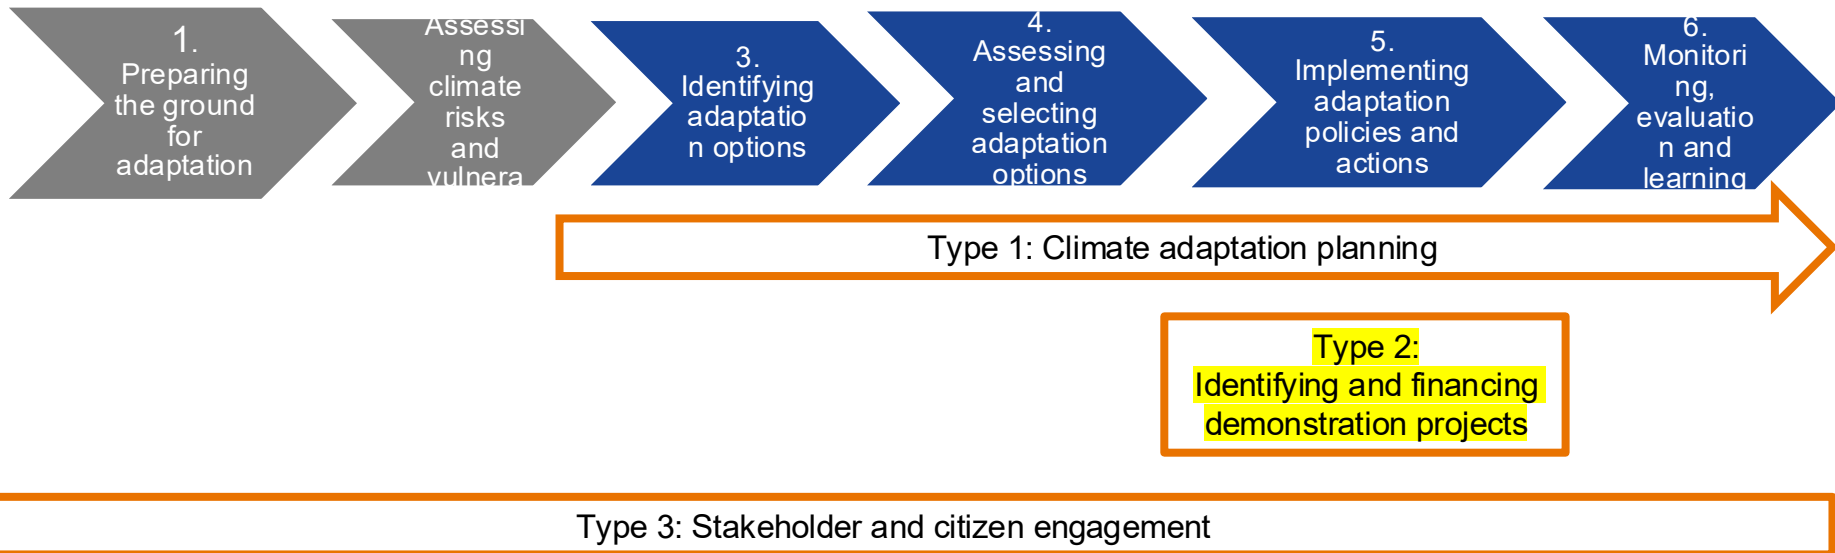 1.
Preparing
the ground
for
adaptation
Assessi
ng
climate
risks
and
vulnera
3.
Identifying
adaptatio
n options
4.
Assessing
and
selecting
adaptation
options
5.
Implementing
adaptation
policies and
actions
6.
Monitori
ng,
evaluatio
n and
learning
Type 1: Climate adaptation planning
Type 2:
Identifying and financing
demonstration projects
Type 3: Stakeholder and citizen engagement